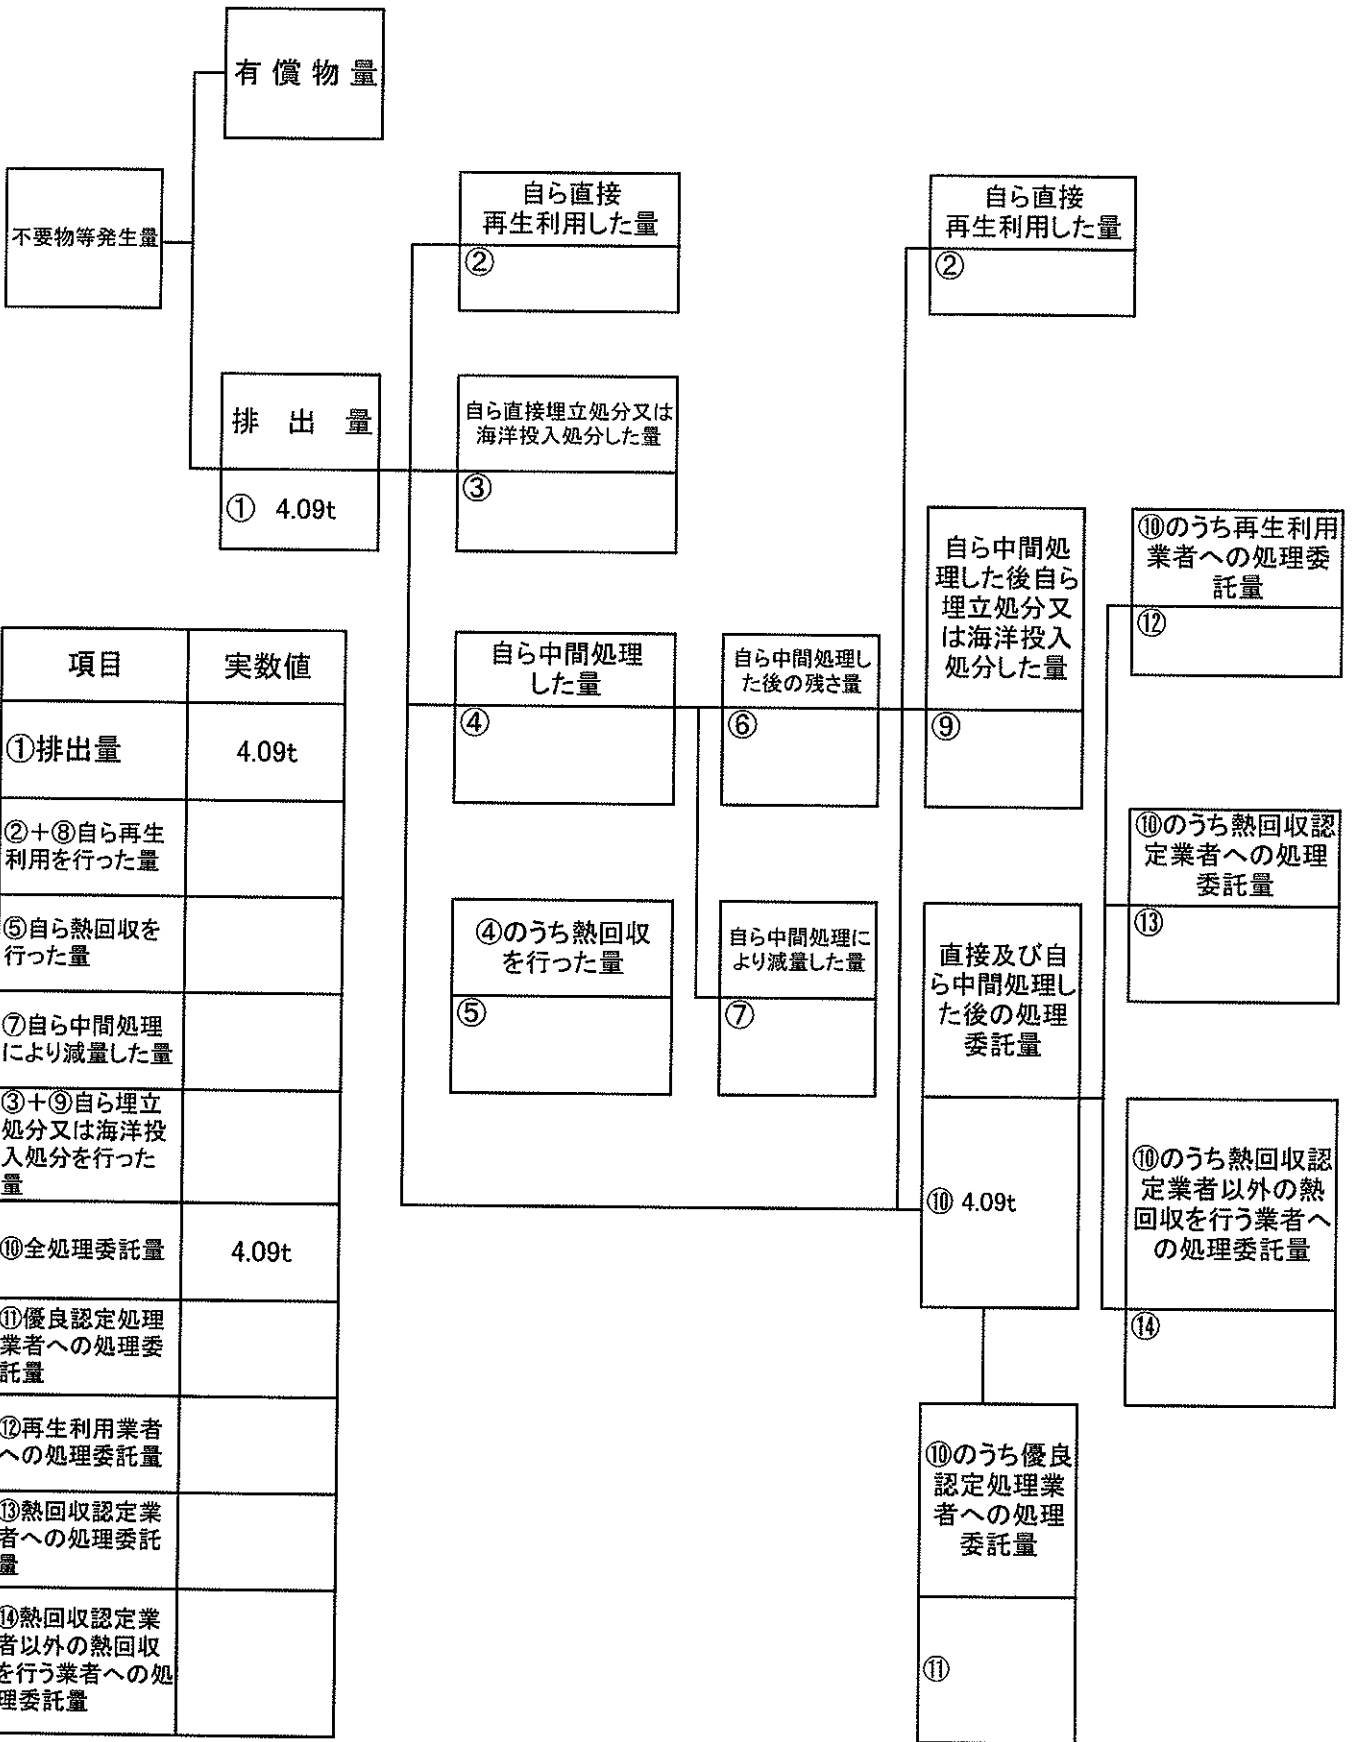 有償物量
不要物等発生量
排出量
① 4.09t
自ら直接
再生利用した量
②
自ら直接埋立処分又は
海洋投入処分した量
③
自ら中間処理
した量
④
④のうち熱回収
を行った量
⑤
自ら中間処理し
た後の残さ量
⑥
自ら中間処理に
より減量した量
⑦
自ら直接
再生利用した量
②
自ら中間処
理した後自ら
埋立処分又
は海洋投入
処分した量
⑨
直接及び自
ら中間処理し
た後の処理
委託量
⑩ 4.09t
⑩のうち優良
認定処理業
者への処理
委託量
⑪
⑩のうち再生利用
業者への処理委
託量
⑫
⑩のうち熱回収認
定業者への処理
委託量
⑬
⑩のうち熱回収認
定業者以外の熱
回収を行う業者へ
の処理委託量
⑭
項目 実数値
①排出量 4.09t
②+⑧自ら再生
利用を行った量
⑤自ら熱回収を
行った量
⑦自ら中間処理
により減量した量
③+⑨自ら埋立
処分又は海洋投
入処分を行った
量
⑩全処理委託量 4.09t
⑪優良認定処理
業者への処理委
託量
⑫再生利用業者
への処理委託量
⑬熱回収認定業
者への処理委託
量
⑭熱回収認定業
者以外の熱回収
を行う業者への処
理委託量